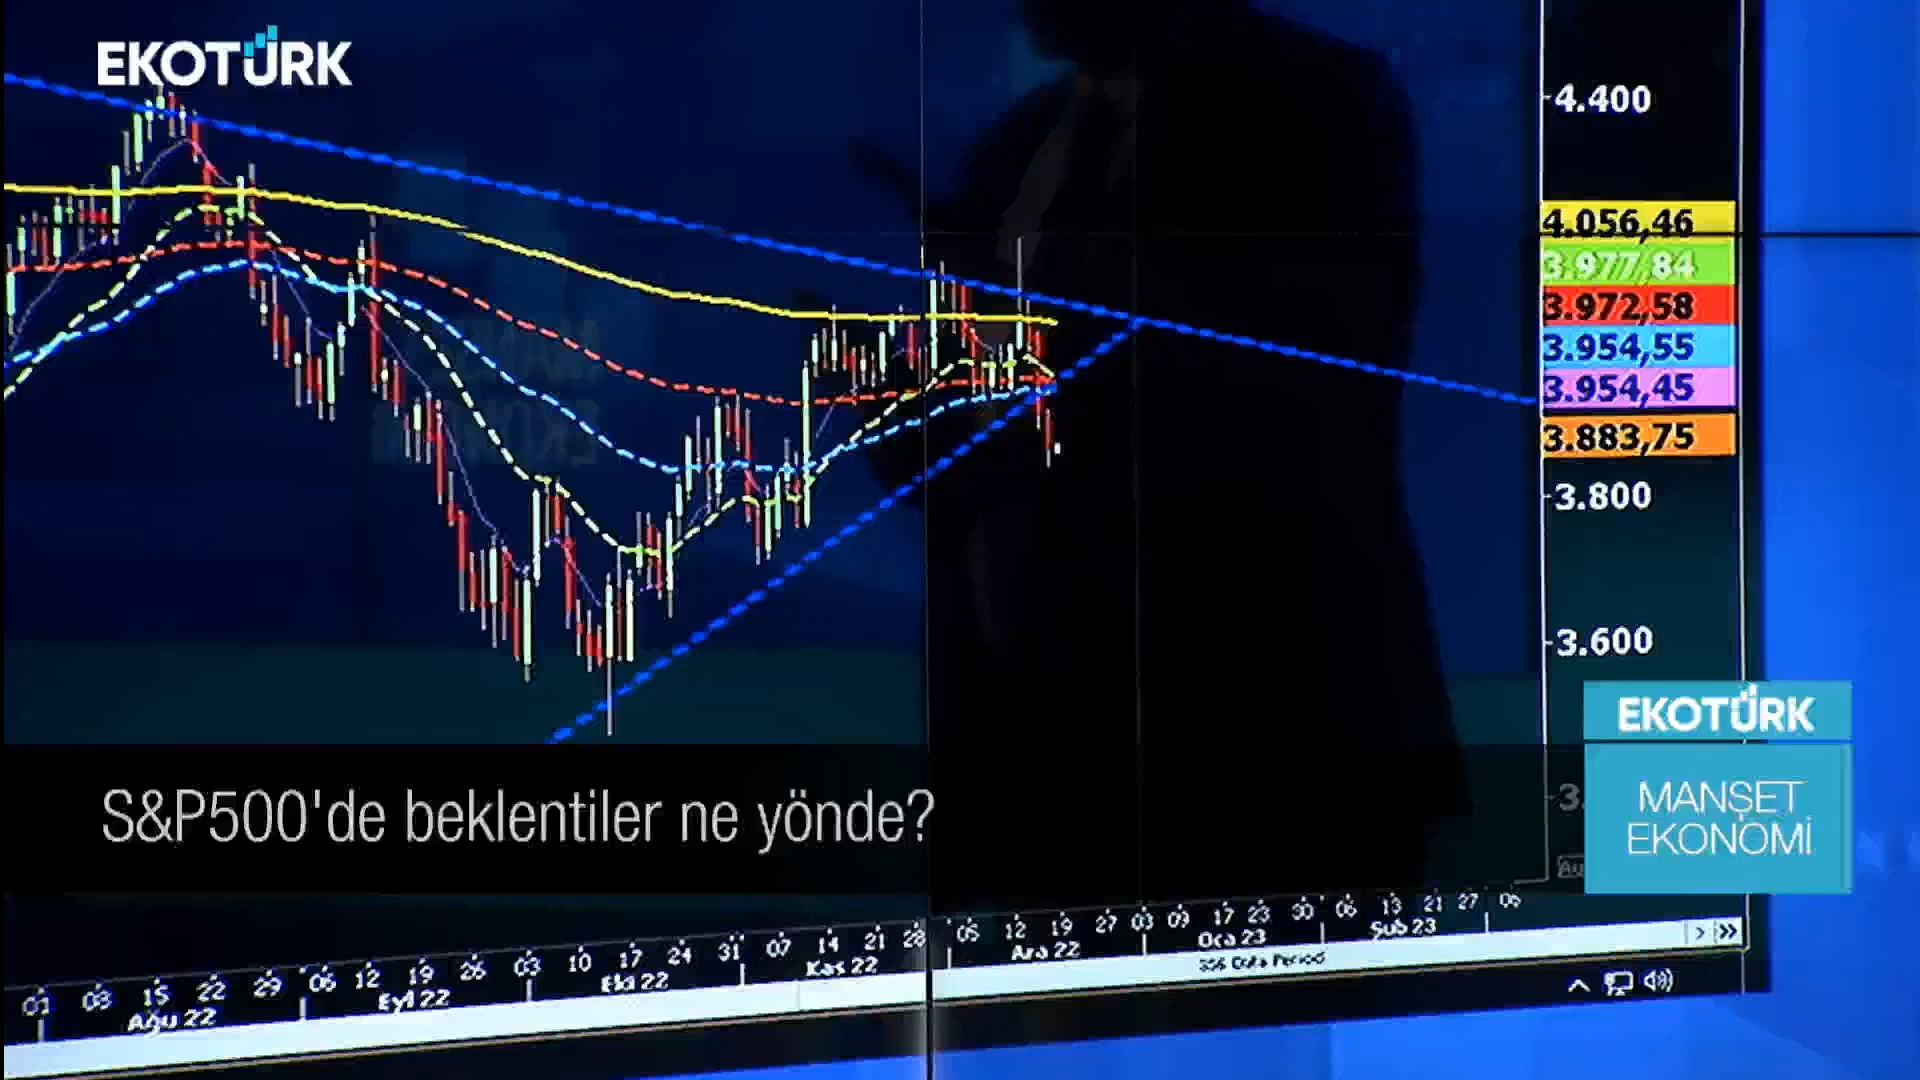 EKOTÜRK
4.400
4.056,46
3.977,84
3.972,58
3.954,55
3.954,45
3.883,75
3.800
3.600
EKOTÜRK
MANŞET
EKONOMİ
S&P500'de beklentiler ne yönde?
3.
01 08 15 22 29 06 12 19 26 03 10 17 24 31 07 14 21 28 05 12 19 27 03 09 17 23 30 06 13 21 27 06
Ağu 22 Eyl 22 Eki 22 Kas 22 Ara 22 Oca 23 Şub 23